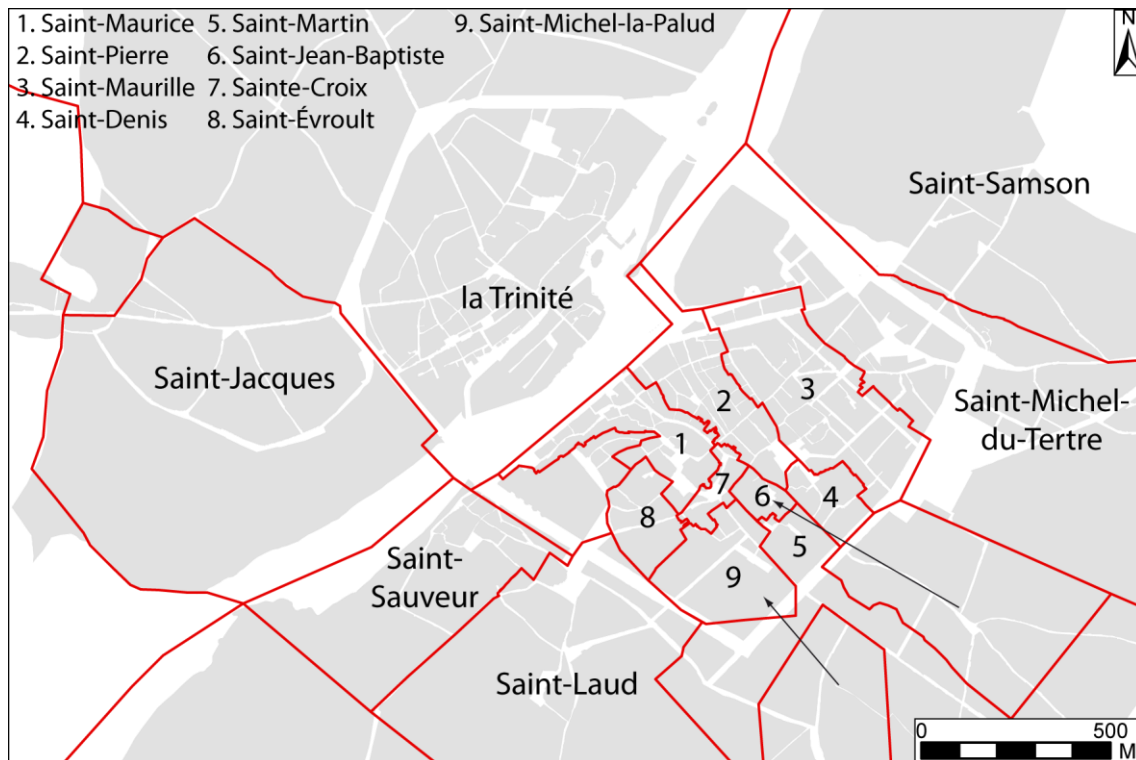 1. Saint-Maurice 5. Saint-Martin 9. Saint-Michel-la-Palud
2. Saint-Pierre 6. Saint-Jean-Baptiste
3. Saint-Maurille 7. Sainte-Croix
4. Saint-Denis 8. Saint-Évroult
N
Saint-Samson
la Trinité
Saint-Jacques
3
2
Saint-Michel-
du-Tertre
1
7
6
4
8
5
Saint-
Sauveur
9
Saint-Laud
0 500
M